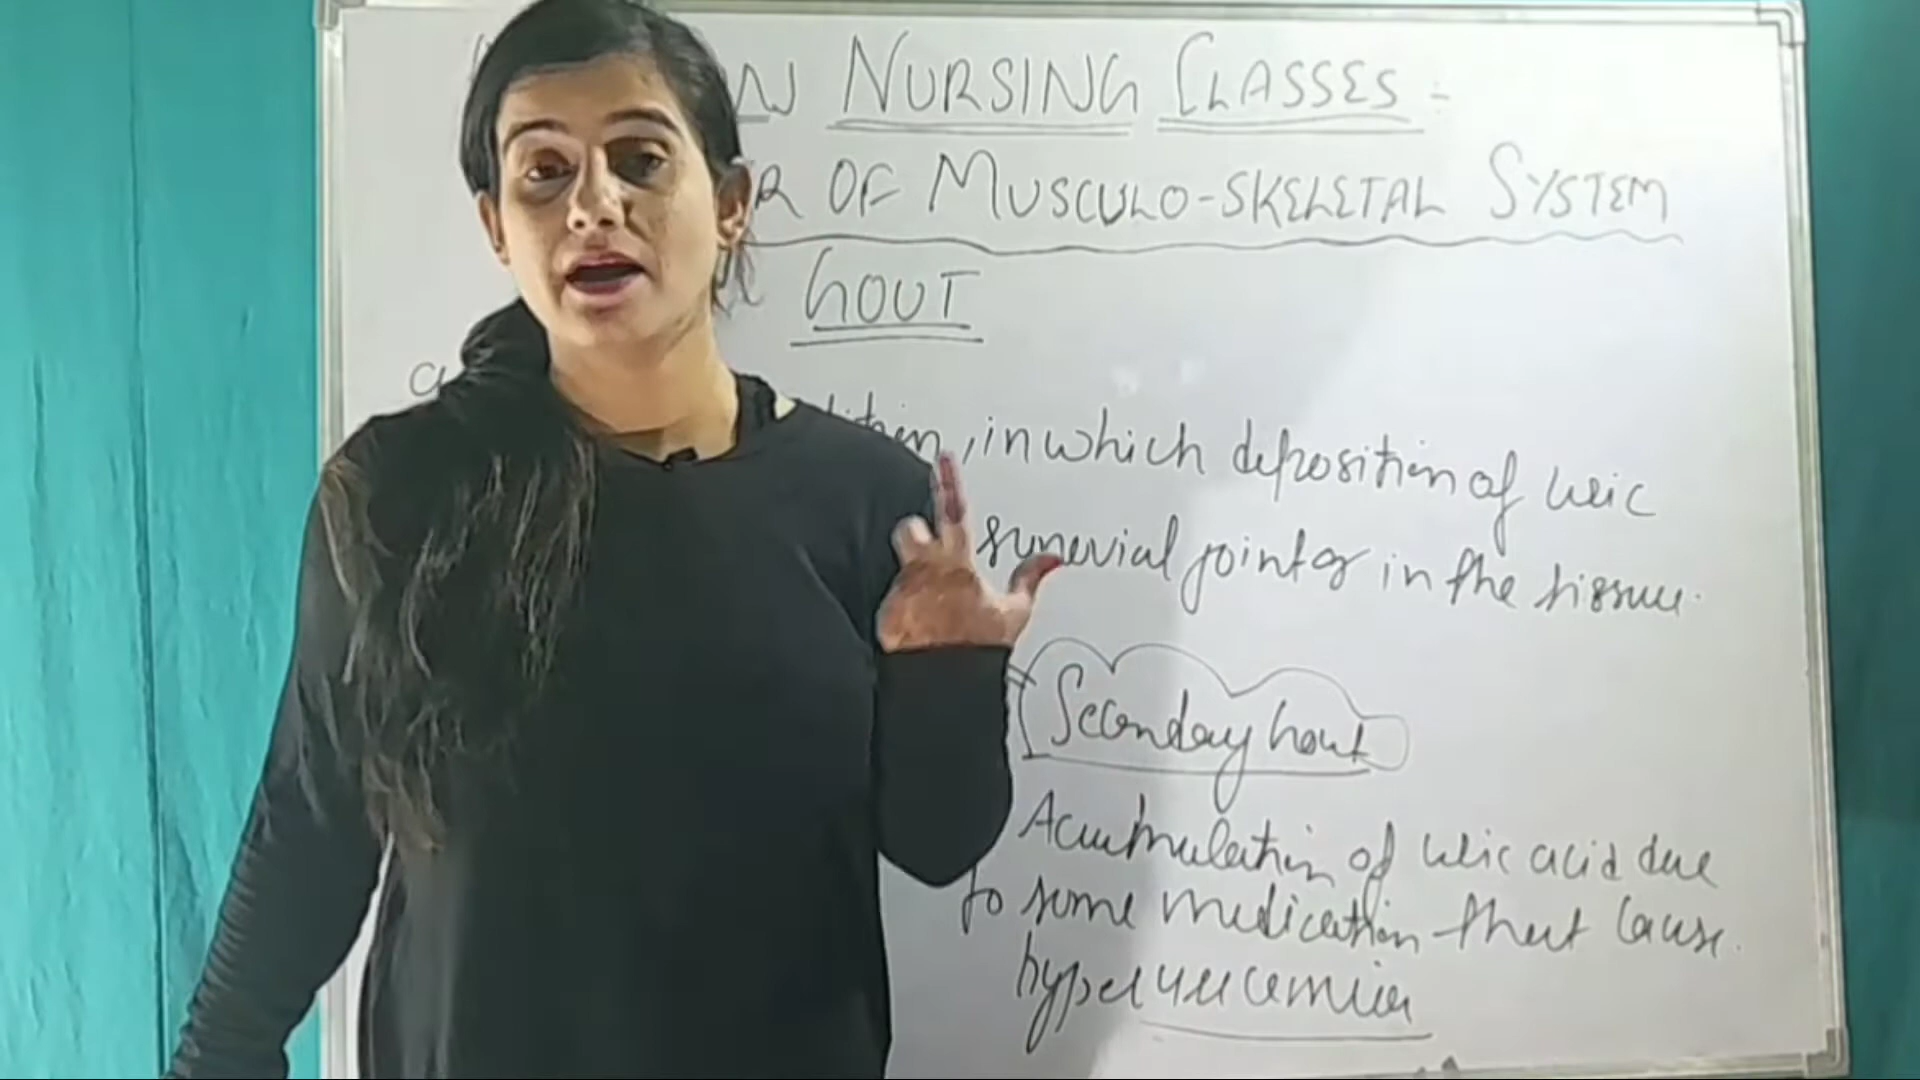 NURSING CLASSES :-
OF MUSCULO-SKELETAL SYSTEM
GOUT
, in which deposition of uric
synovial joint or in the tissue.
Secondary Gout
Accumulation of uric acid due
to some medication that cause
hyperuricemia